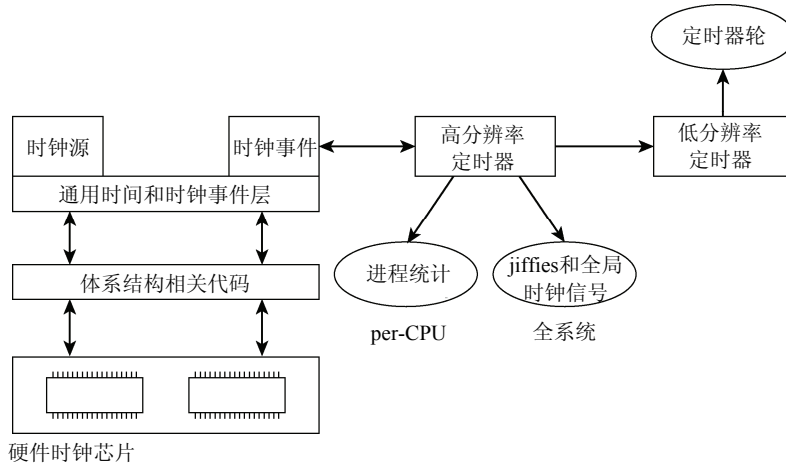 定时器轮
时钟源
时钟事件
高分辨率
定时器
低分辨率
定时器
通用时间和时钟事件层
体系结构相关代码
进程统计
jiffies和全局
时钟信号
per-CPU
全系统
硬件时钟芯片